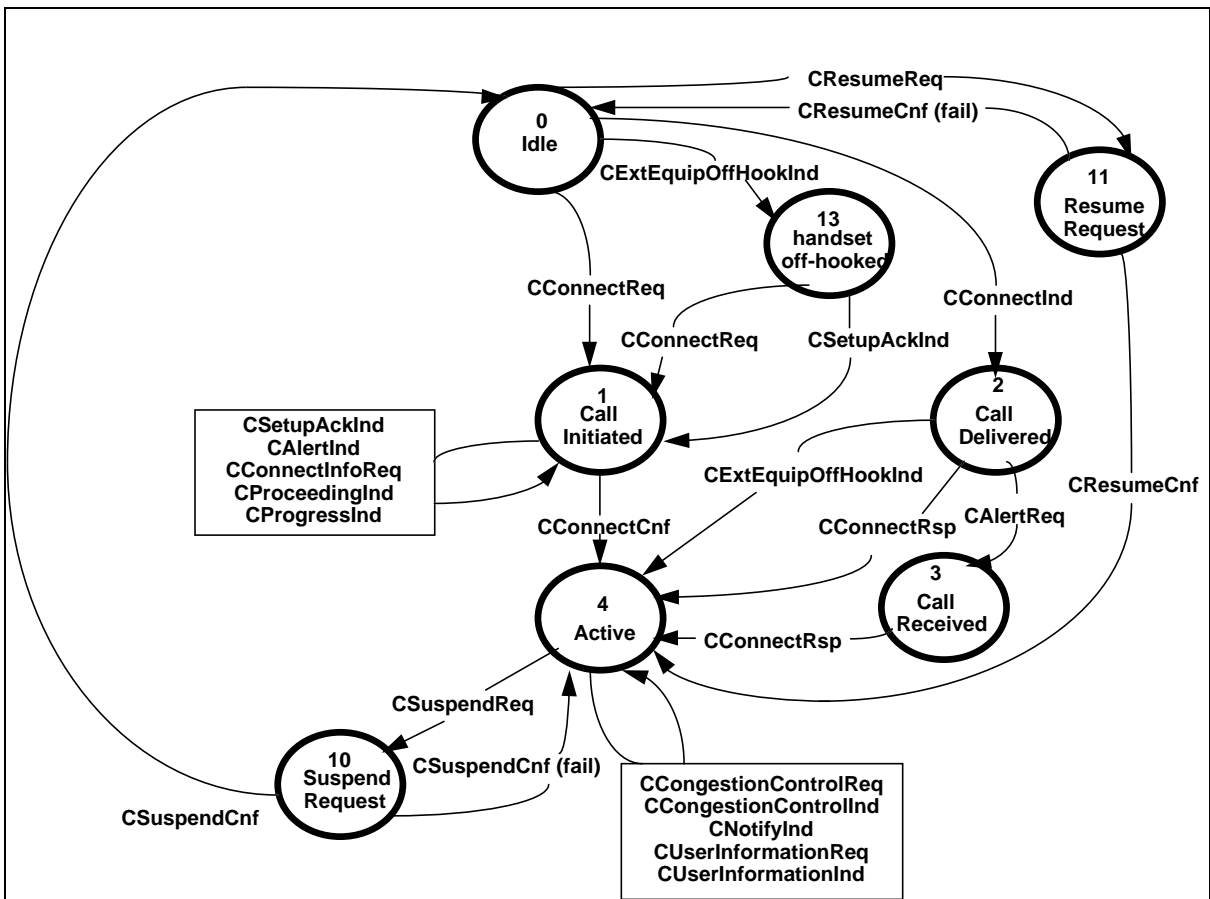 CResumeReq
CResumeCnf (fail)
0
Idle
CExtEquipOffHookInd
11
Resume
Request
13
handset
off-hooked
CConnectReq
CConnectInd
CConnectReq
CSetupAckInd
1
Call
Initiated
2
Call
Delivered
CSetupAckInd
CAlertInd
CConnectInfoReq
CProceedingInd
CProgressInd
CExtEquipOffHookInd
CResumeCnf
CConnectCnf
CConnectRsp
CAlertReq
3
Call
Received
4
Active
CConnectRsp
CSuspendReq
10
Suspend
Request
CSuspendCnf (fail)
CSuspendCnf
CCongestionControlReq
CCongestionControlInd
CNotifyInd
CUserInformationReq
CUserInformationInd